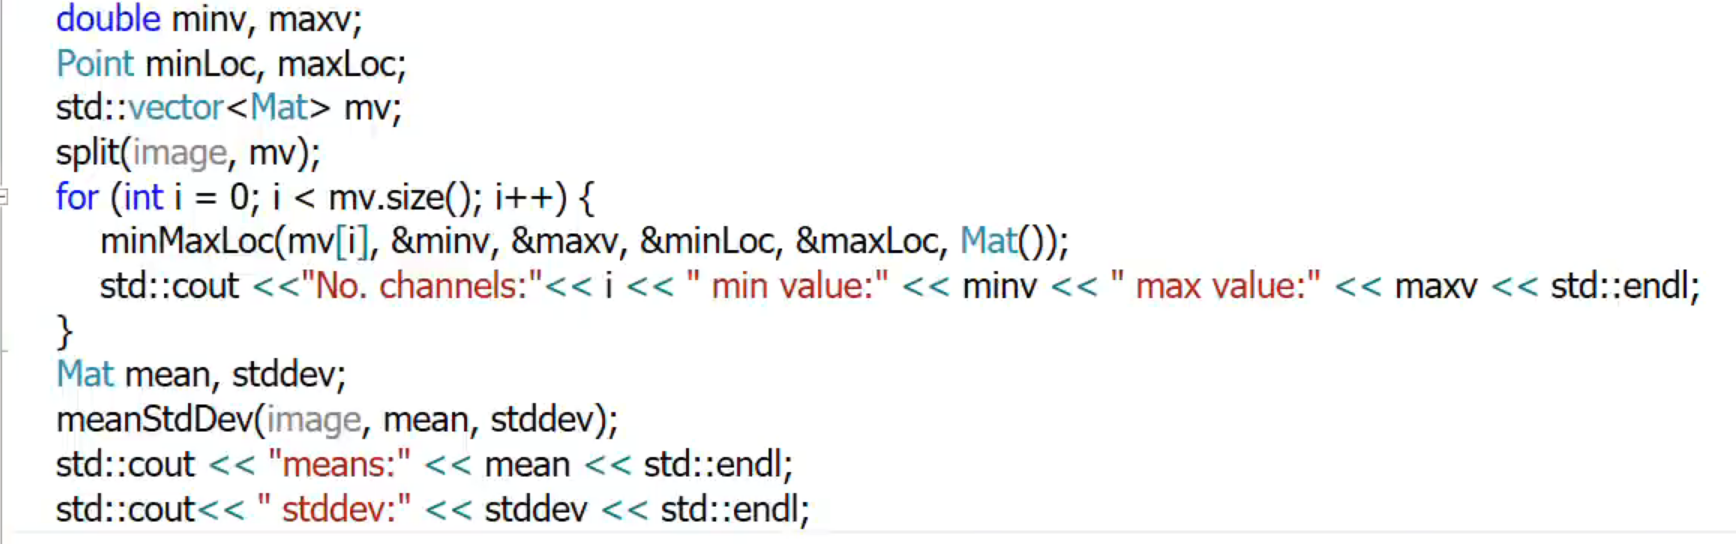 double minv, maxv;
Point minLoc, maxLoc;
std::vector<Mat> mv;
split(image, mv);
for (int i = 0; i < mv.size(); i++) {
minMaxLoc(mv[i], &minv, &maxv, &minLoc, &maxLoc, Mat());
std::cout <<"No. channels:"<< i << " min value:" << minv << " max value:" << maxv << std::endl;
}
Mat mean, stddev;
meanStdDev(image, mean, stddev);
std::cout << "means:" << mean << std::endl;
std::cout<< " stddev:" << stddev << std::endl;